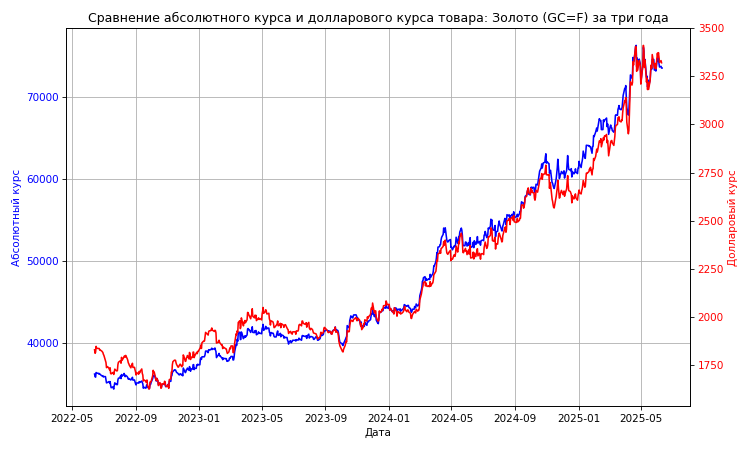 Сравнение абсолютного курса и долларового курса товара: Золото (GC=F) за три года
Абсолютный курс
70000
60000
50000
40000
3500
3250
3000
2750
2500
2250
2000
1750
Долларовый курс
2022-05 2022-09 2023-01 2023-05 2023-09 2024-01 2024-05 2024-09 2025-01 2025-05
Дата